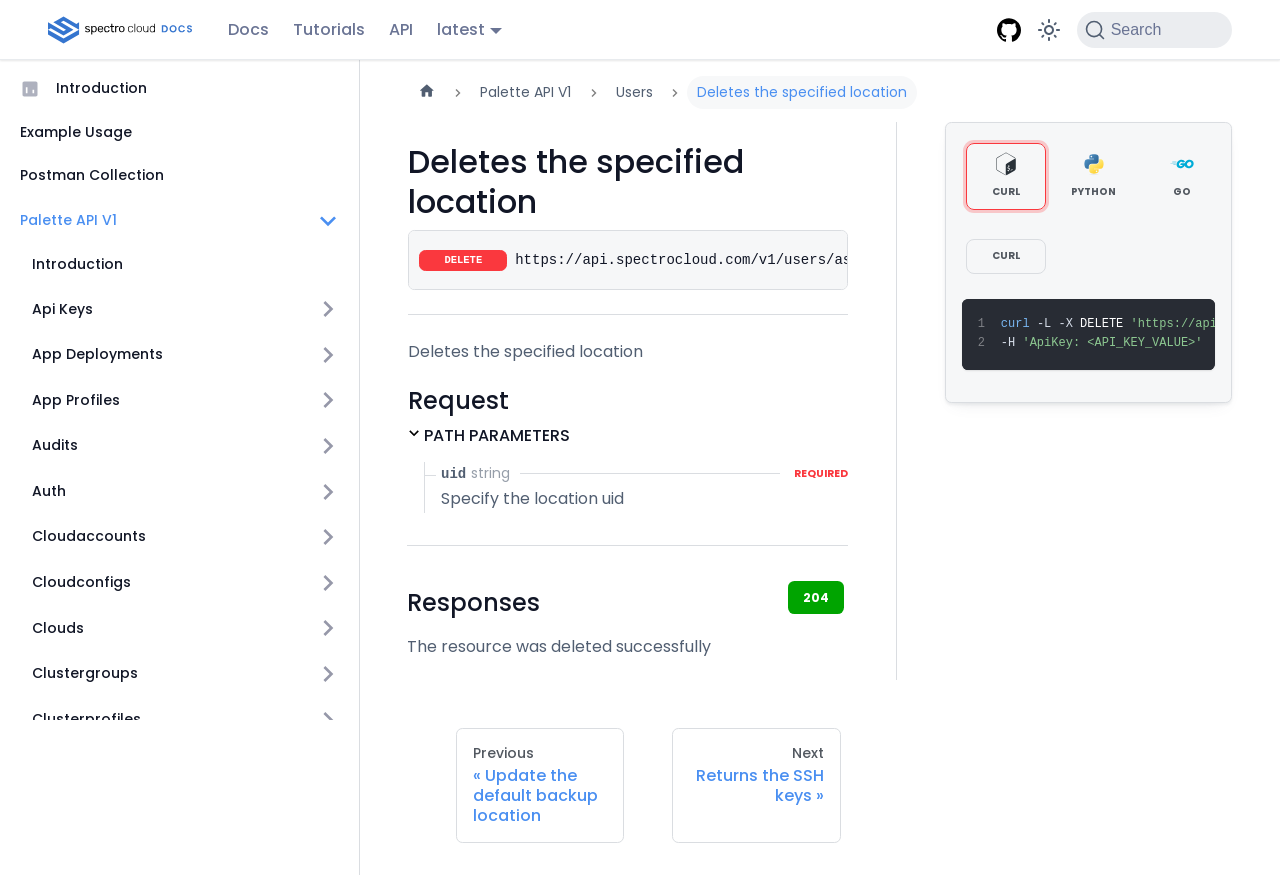 spectro cloud DOCS
Docs
Tutorials
API
latest
Search
Introduction
Example Usage
Postman Collection
Palette API V1
Introduction
Api Keys
App Deployments
App Profiles
Audits
Auth
Cloudaccounts
Cloudconfigs
Clouds
Clustergroups
Clusterprofiles
Palette API V1
Users
Deletes the specified location
Deletes the specified
location
DELETE https://api.spectrocloud.com/v1/users/as
Deletes the specified location
Request
PATH PARAMETERS
uid string REQUIRED
Specify the location uid
Responses
204
The resource was deleted successfully
Previous
« Update the
default backup
location
Next
Returns the SSH
keys »
CURL
PYTHON
GO
CURL
1 curl -L -X DELETE 'https://api
2 -H 'ApiKey: <API_KEY_VALUE>'